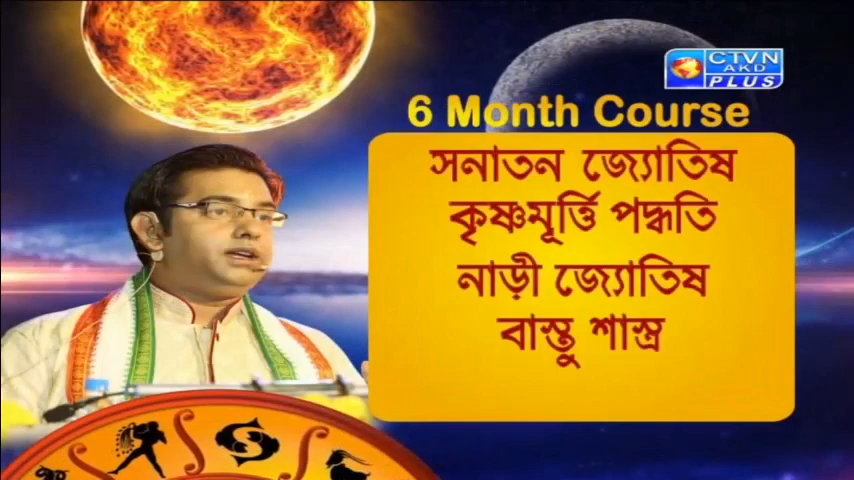 CTVN
AKD
PLUS
6 Month Course
সনাতন জ্যোতিষ
কৃষ্ণমূর্ত্তি পদ্ধতি
নাড়ী জ্যোতিষ
বাস্তু শাস্ত্র